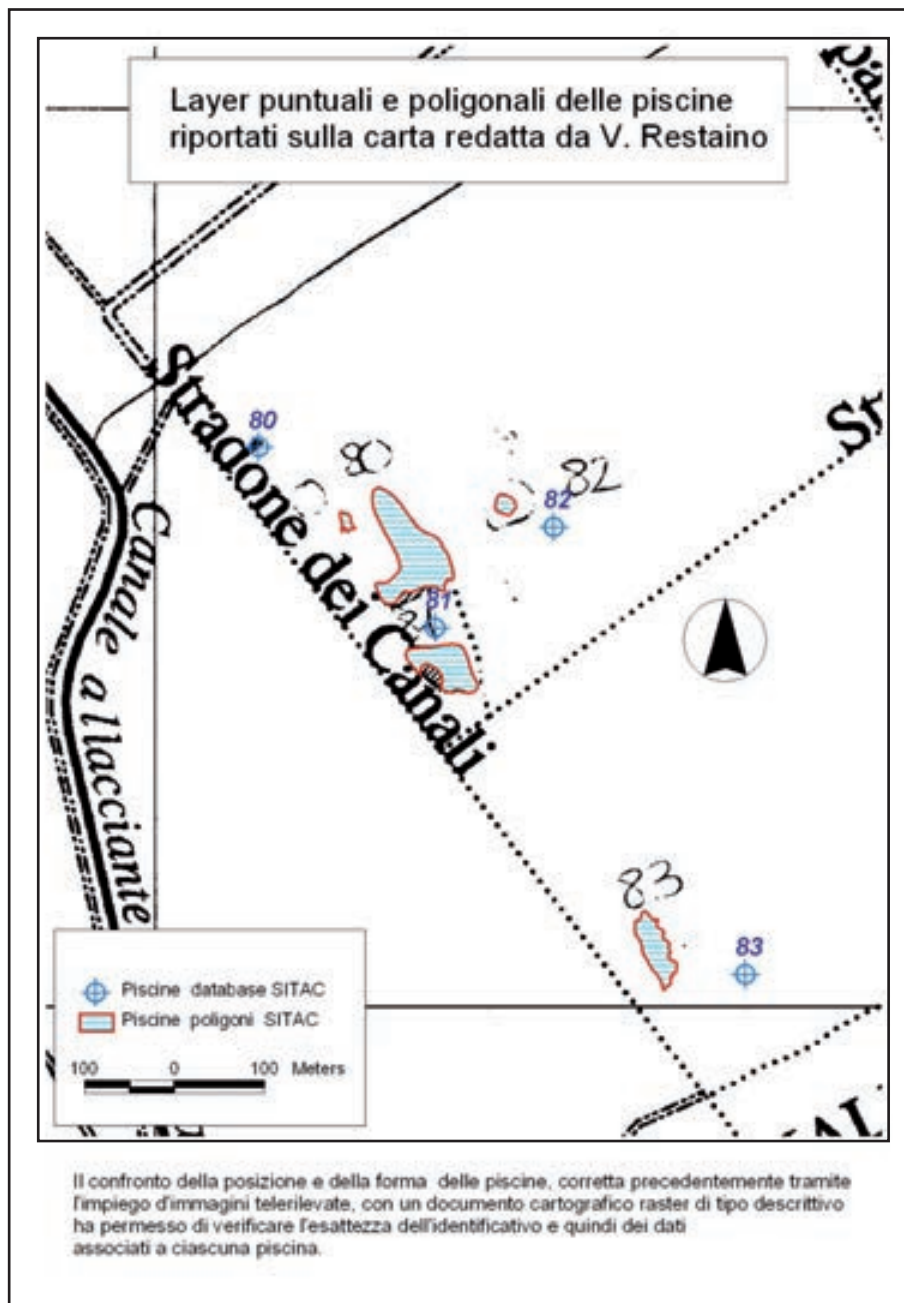 Layer puntuali e poligonali delle piscine
riportati sulla carta redatta da V. Restaino
Stradone dei Canali
Canale allacciante
80
80
82
82
81
83
83
Piscine database SITAC
Piscine poligoni SITAC
100 0 100 Meters
Il confronto della posizione e della forma delle piscine, corretta precedentemente tramite
l'impiego d'immagini telerilevate, con un documento cartografico raster di tipo descrittivo
ha permesso di verificare l'esattezza dell'identificativo e quindi dei dati
associati a ciascuna piscina.